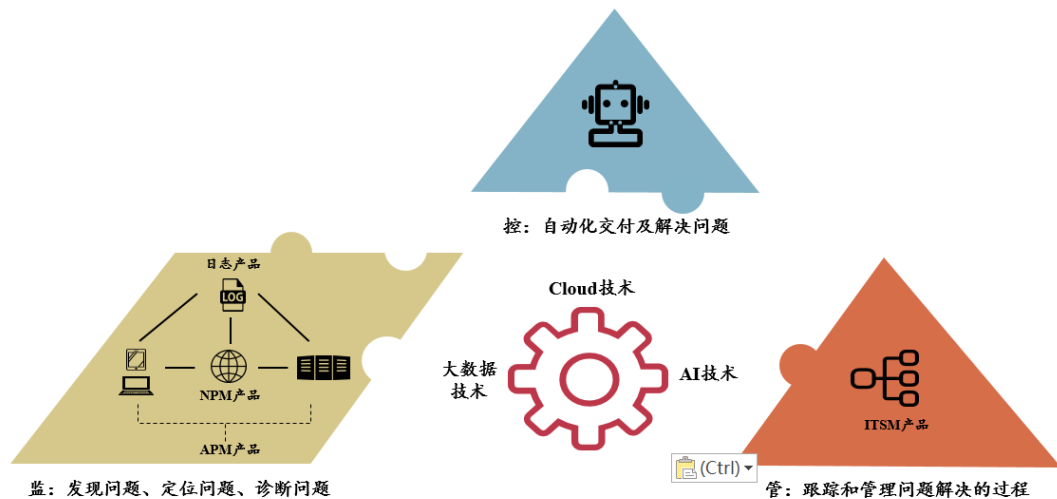 控：自动化交付及解决问题
日志产品
LOG
NPM产品
APM产品
监：发现问题、定位问题、诊断问题
Cloud技术
大数据
技术
AI技术
ITSM产品
(Ctrl)
管：跟踪和管理问题解决的过程